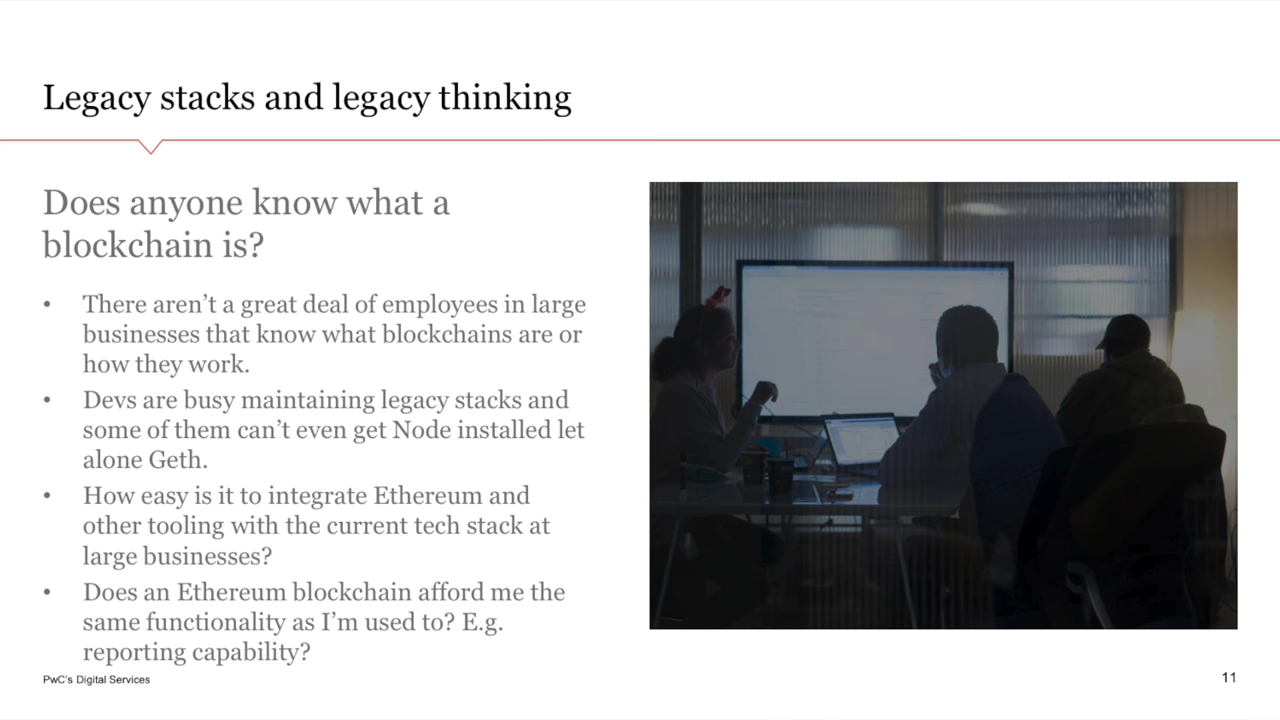 Legacy stacks and legacy thinking
Does anyone know what a
blockchain is?
• There aren’t a great deal of employees in large
businesses that know what blockchains are or
how they work.
• Devs are busy maintaining legacy stacks and
some of them can’t even get Node installed let
alone Geth.
• How easy is it to integrate Ethereum and
other tooling with the current tech stack at
large businesses?
• Does an Ethereum blockchain afford me the
same functionality as I’m used to? E.g.
reporting capability?
PwC’s Digital Services
11